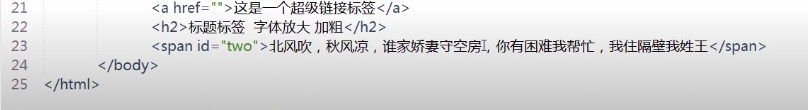 21 <a href="">这是一个超级链接标签</a>
22 <h2>标题标签 字体放大 加粗</h2>
23 <span id="two">北风吹，秋风凉，谁家娇妻守空房，你有困难我帮忙，我住隔壁我姓王</span>
24 </body>
25 </html>